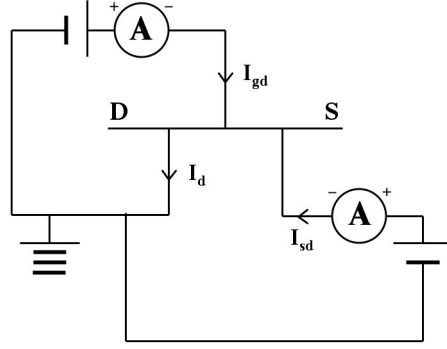 + A −
I_gd
D S
I_d
− A +
I_sd